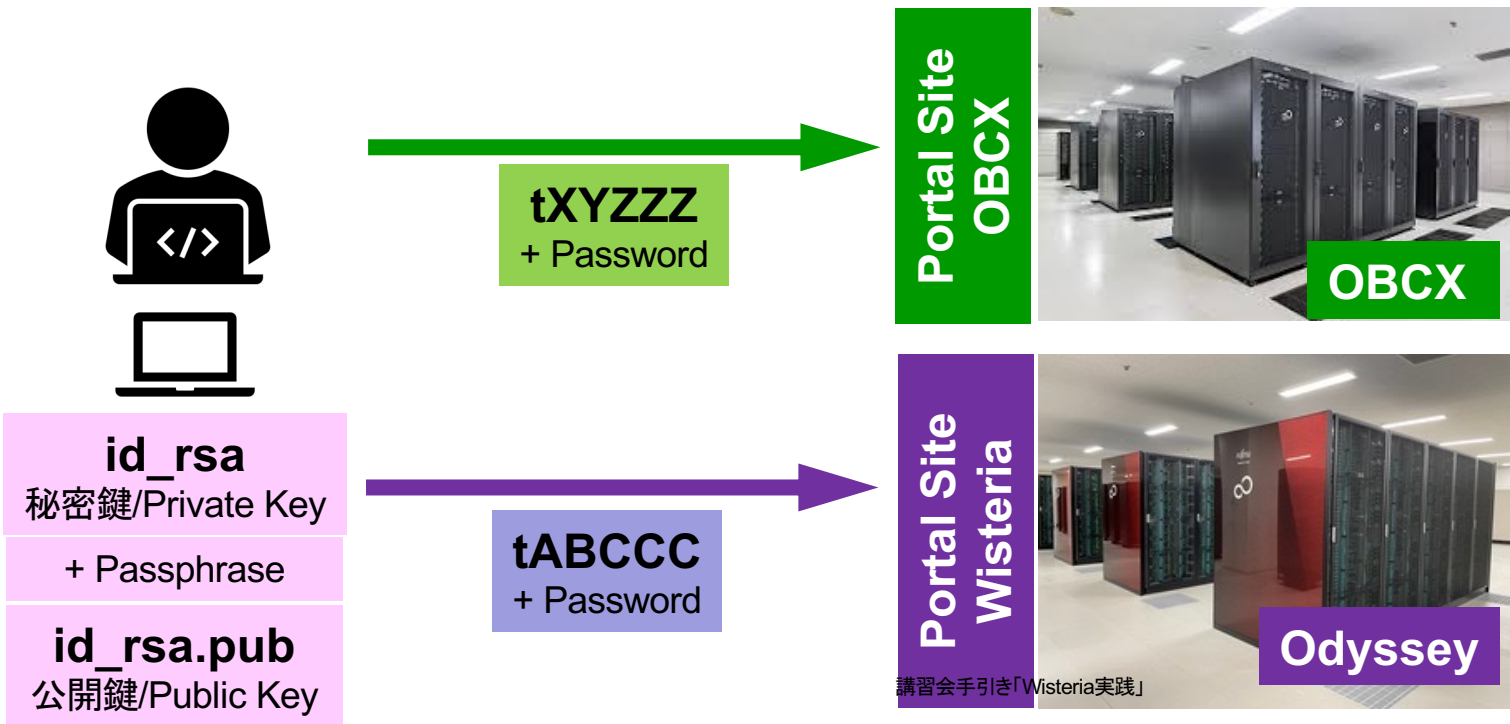 </>
id_rsa
秘密鍵/Private Key
+ Passphrase
id_rsa.pub
公開鍵/Public Key
tXYZZZ
+ Password
tABCCC
+ Password
Portal Site
OBCX
OBCX
Portal Site
Wisteria
Odyssey
講習会手引き「Wisteria実践」